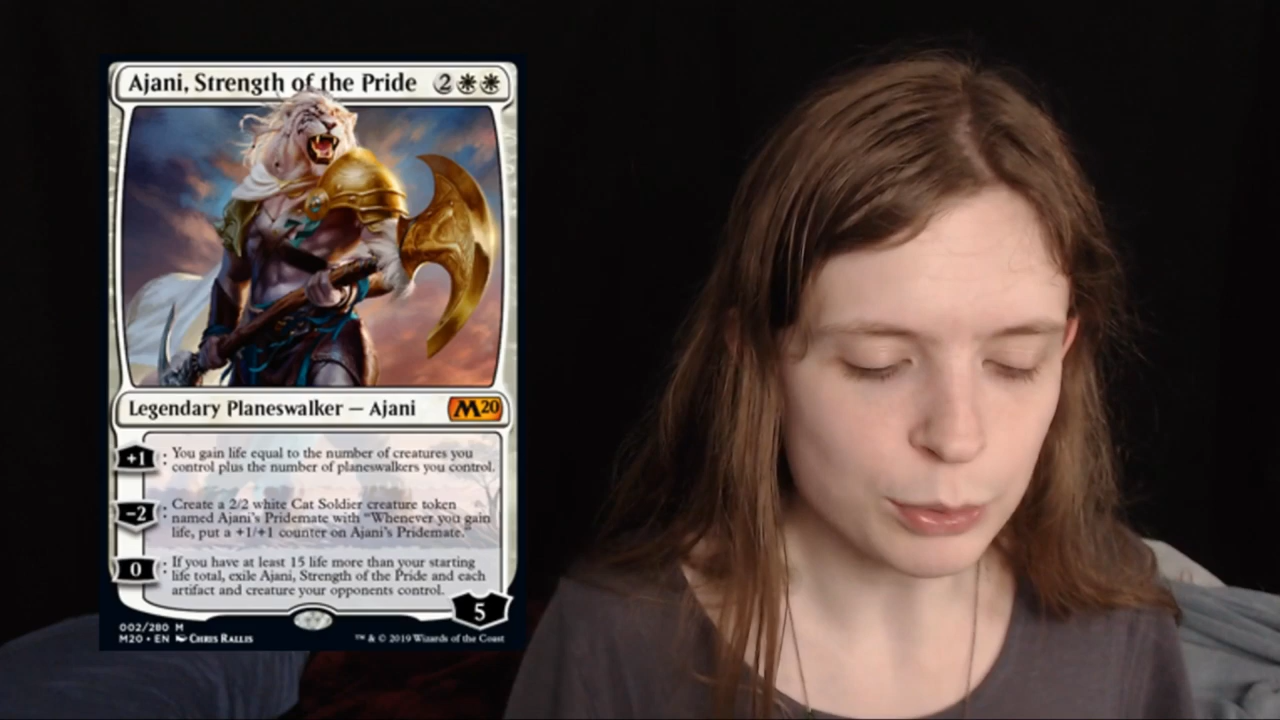 Ajani, Strength of the Pride 2
Legendary Planeswalker — Ajani M20
+1 : You gain life equal to the number of creatures you
control plus the number of planeswalkers you control.
-2 : Create a 2/2 white Cat Soldier creature token
named Ajani's Pridemate with "Whenever you gain
life, put a +1/+1 counter on Ajani's Pridemate."
0 : If you have at least 15 life more than your starting
life total, exile Ajani, Strength of the Pride and each
artifact and creature your opponents control.
5
002/280 M
M20 • EN Chris Rallis ™ & © 2019 Wizards of the Coast